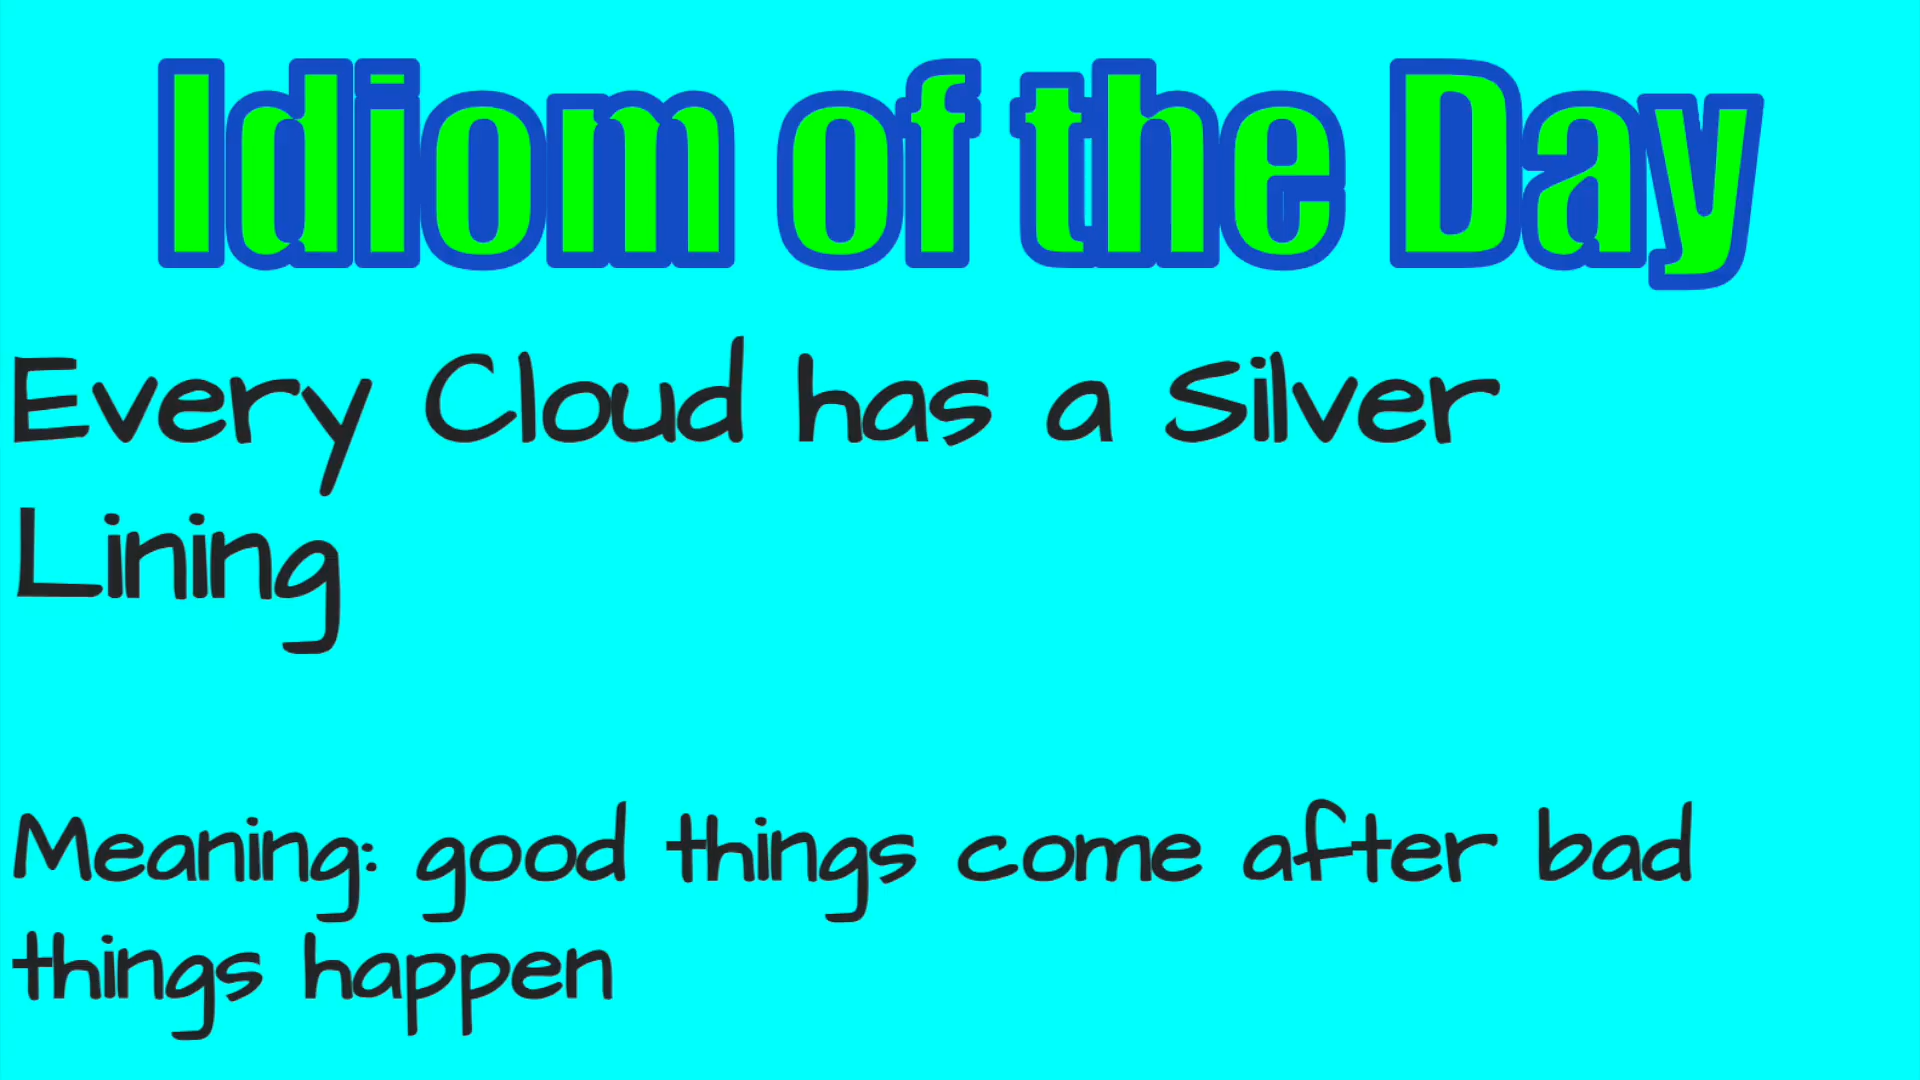 Idiom of the Day
Every Cloud has a Silver
Lining
Meaning: good things come after bad
things happen